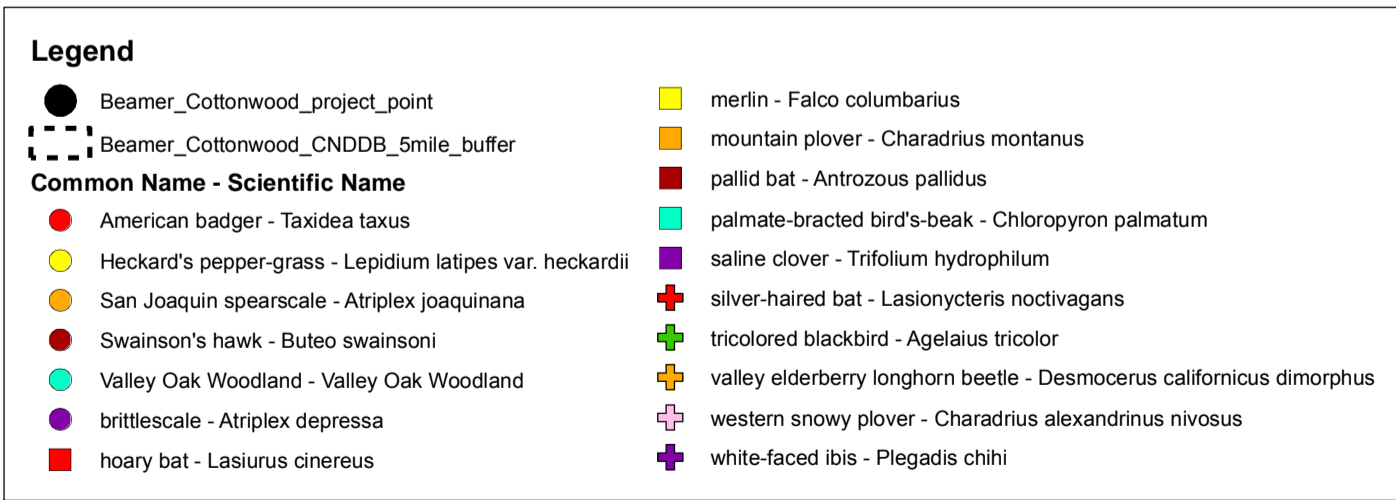 Legend
Beamer_Cottonwood_project_point
Beamer_Cottonwood_CNDDB_5mile_buffer
Common Name - Scientific Name
American badger - Taxidea taxus
Heckard's pepper-grass - Lepidium latipes var. heckardii
San Joaquin spearscale - Atriplex joaquinana
Swainson's hawk - Buteo swainsoni
Valley Oak Woodland - Valley Oak Woodland
brittlescale - Atriplex depressa
hoary bat - Lasiurus cinereus
merlin - Falco columbarius
mountain plover - Charadrius montanus
pallid bat - Antrozous pallidus
palmate-bracted bird's-beak - Chloropyron palmatum
saline clover - Trifolium hydrophilum
silver-haired bat - Lasionycteris noctivagans
tricolored blackbird - Agelaius tricolor
valley elderberry longhorn beetle - Desmocerus californicus dimorphus
western snowy plover - Charadrius alexandrinus nivosus
white-faced ibis - Plegadis chihi